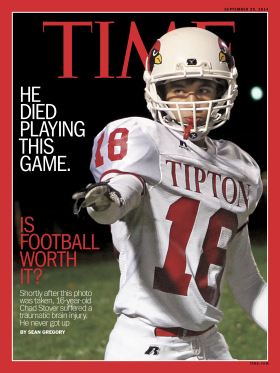 SEPTEMBER 29, 2014
TIME
HE
DIED
PLAYING
THIS
GAME.
18
TIPTON
18
IS
FOOTBALL
WORTH
IT?
Shortly after this photo
was taken, 16-year-old
Chad Stover suffered a
traumatic brain injury.
He never got up
BY SEAN GREGORY
R
time.com